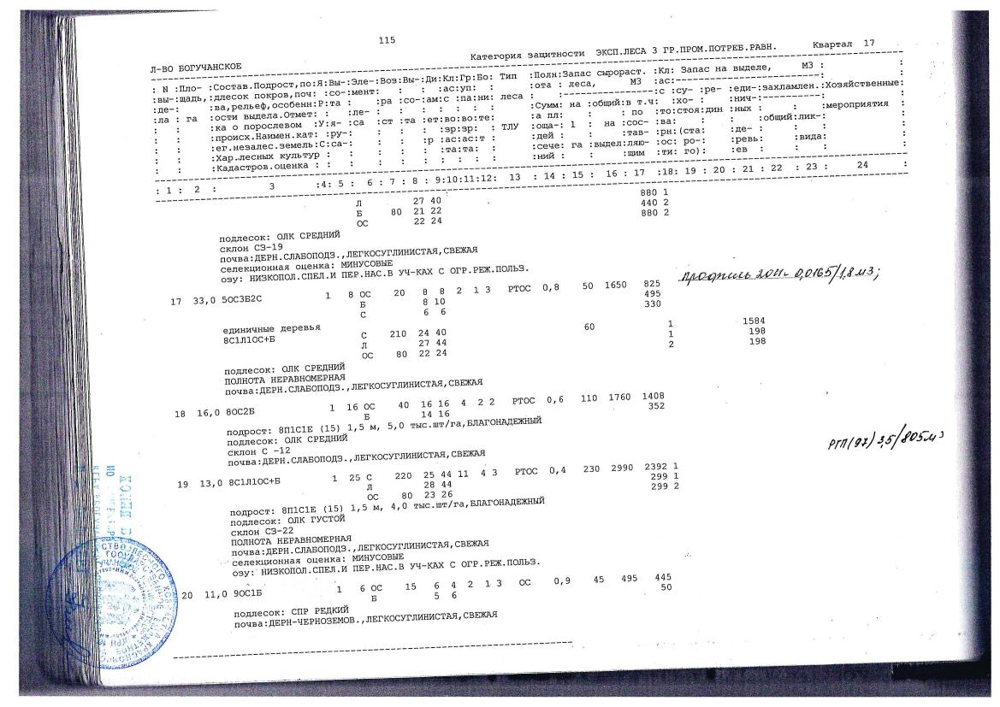 115
Л-ВО БОГУЧАНСКОЕ Категория защитности ЭКСП.ЛЕСА 3 ГР.ПРОМ.ПОТРЕБ.РАВН. Квартал 17
: N :Пло- :Состав.Подрост,по:Я:Вы-:Эле-:Воз:Вы-:Ди:Кл:Гр:Бо: Тип :Полн:Запас сырораст. :Кл: Запас на выделе, М3 : :
:вы-:щадь,:длесок покров,поч: :со-:мент: : : :ас:уп: : :ота : леса, М3 :ас:
:де-: :ва,рельеф,особенн:Р:та : :ра :со-:ам:с :па:ни: леса :с :су- :ре- :еди-:захламлен.:Хозяйственные:
:ла : га :ости выдела.Отмет: : :ле- : : : : : : : :Сумм: на :общий:в т.ч: :хо- : :нич-:
: : :ка о порослевом :У:я- :са :ст :та :ет:во:во:те: ТЛУ :а пл: : : по :то:стоя:дин :ных : : :мероприятия :
: : :происх.Наимен.кат: :ру-: : : : :зр:зр: : :оща-: 1 : на :сос-:ва: : : :общий:лик-: :
: : :ег.незалес.земель:С:са-: : : :р :ас:ас:т : :дей : : :тав- :рн:(ста: :де- : : : :
: : :Хар.лесных культур : : : : : : :та:та: : :сече: га :выдел:ляю- :ос: ро-: :ревь: :вида: :
: : :Кадастров.оценка : : : : : : : : : : :ний : : :щим :ти: го): :ев : : : :
: 1 : 2 : 3 :4: 5 : 6 : 7 : 8 : 9:10:11:12: 13 : 14 : 15 : 16 : 17 :18: 19 : 20 : 21 : 22 : 23 : 24 :
Л 27 40 880 1
Б 80 21 22 440 2
ОС 22 24 880 2
подлесок: ОЛК СРЕДНИЙ
склон СЗ-19
почва:ДЕРН.СЛАБОПОДЗ.,ЛЕГКОСУГЛИНИСТАЯ,СВЕЖАЯ
селекционная оценка: МИНУСОВЫЕ
озу: НИЗКОПОЛ.СПЕЛ.И ПЕР.НАС.В УЧ-КАХ С ОГР.РЕЖ.ПОЛЬЗ.
профиль 2011г 0,0165/1,8 м3;
17 33,0 5ОС3Б2С 1 8 ОС 20 8 8 2 1 3 РТОС 0,8 50 1650 825
Б 8 10 495
С 6 6 330
единичные деревья
8С1Л1ОС+Б С 210 24 40 60 1 1584
Л 27 44 1 198
ОС 80 22 24 2 198
подлесок: ОЛК СРЕДНИЙ
ПОЛНОТА НЕРАВНОМЕРНАЯ
почва:ДЕРН.СЛАБОПОДЗ.,ЛЕГКОСУГЛИНИСТАЯ,СВЕЖАЯ
18 16,0 8ОС2Б 1 16 ОС 40 16 16 4 2 2 РТОС 0,6 110 1760 1408
Б 14 16 352
подрост: 8П1С1Е (15) 1,5 м, 5,0 тыс.шт/га,БЛАГОНАДЕЖНЫЙ
подлесок: ОЛК СРЕДНИЙ
склон С -12
почва:ДЕРН.СЛАБОПОДЗ.,ЛЕГКОСУГЛИНИСТАЯ,СВЕЖАЯ
РГП(97) 3,5/805м3
19 13,0 8С1Л1ОС+Б 1 25 С 220 25 44 11 4 3 РТОС 0,4 230 2990 2392 1
Л 28 44 299 1
ОС 80 23 26 299 2
подрост: 8П1С1Е (15) 1,5 м, 4,0 тыс.шт/га,БЛАГОНАДЕЖНЫЙ
подлесок: ОЛК ГУСТОЙ
склон СЗ-22
ПОЛНОТА НЕРАВНОМЕРНАЯ
почва:ДЕРН.СЛАБОПОДЗ.,ЛЕГКОСУГЛИНИСТАЯ,СВЕЖАЯ
селекционная оценка: МИНУСОВЫЕ
озу: НИЗКОПОЛ.СПЕЛ.И ПЕР.НАС.В УЧ-КАХ С ОГР.РЕЖ.ПОЛЬЗ.
20 11,0 9ОС1Б 1 6 ОС 15 6 4 2 1 3 ОС 0,9 45 495 445
Б 5 6 50
подлесок: СПР РЕДКИЙ
почва:ДЕРН-ЧЕРНОЗЕМОВ.,ЛЕГКОСУГЛИНИСТАЯ,СВЕЖАЯ